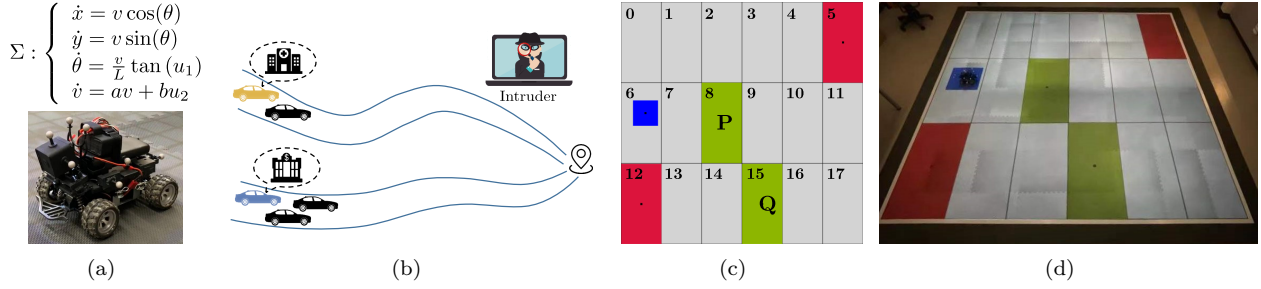 Σ : { ẋ = v cos(θ)
ẏ = v sin(θ)
θ̇ = v/L tan (u₁)
v̇ = av + bu₂
$
Intruder
0 1 2 3 4 5
6 7 8 9 10 11
P
12 13 14 15 16 17
Q
(a) (b) (c) (d)